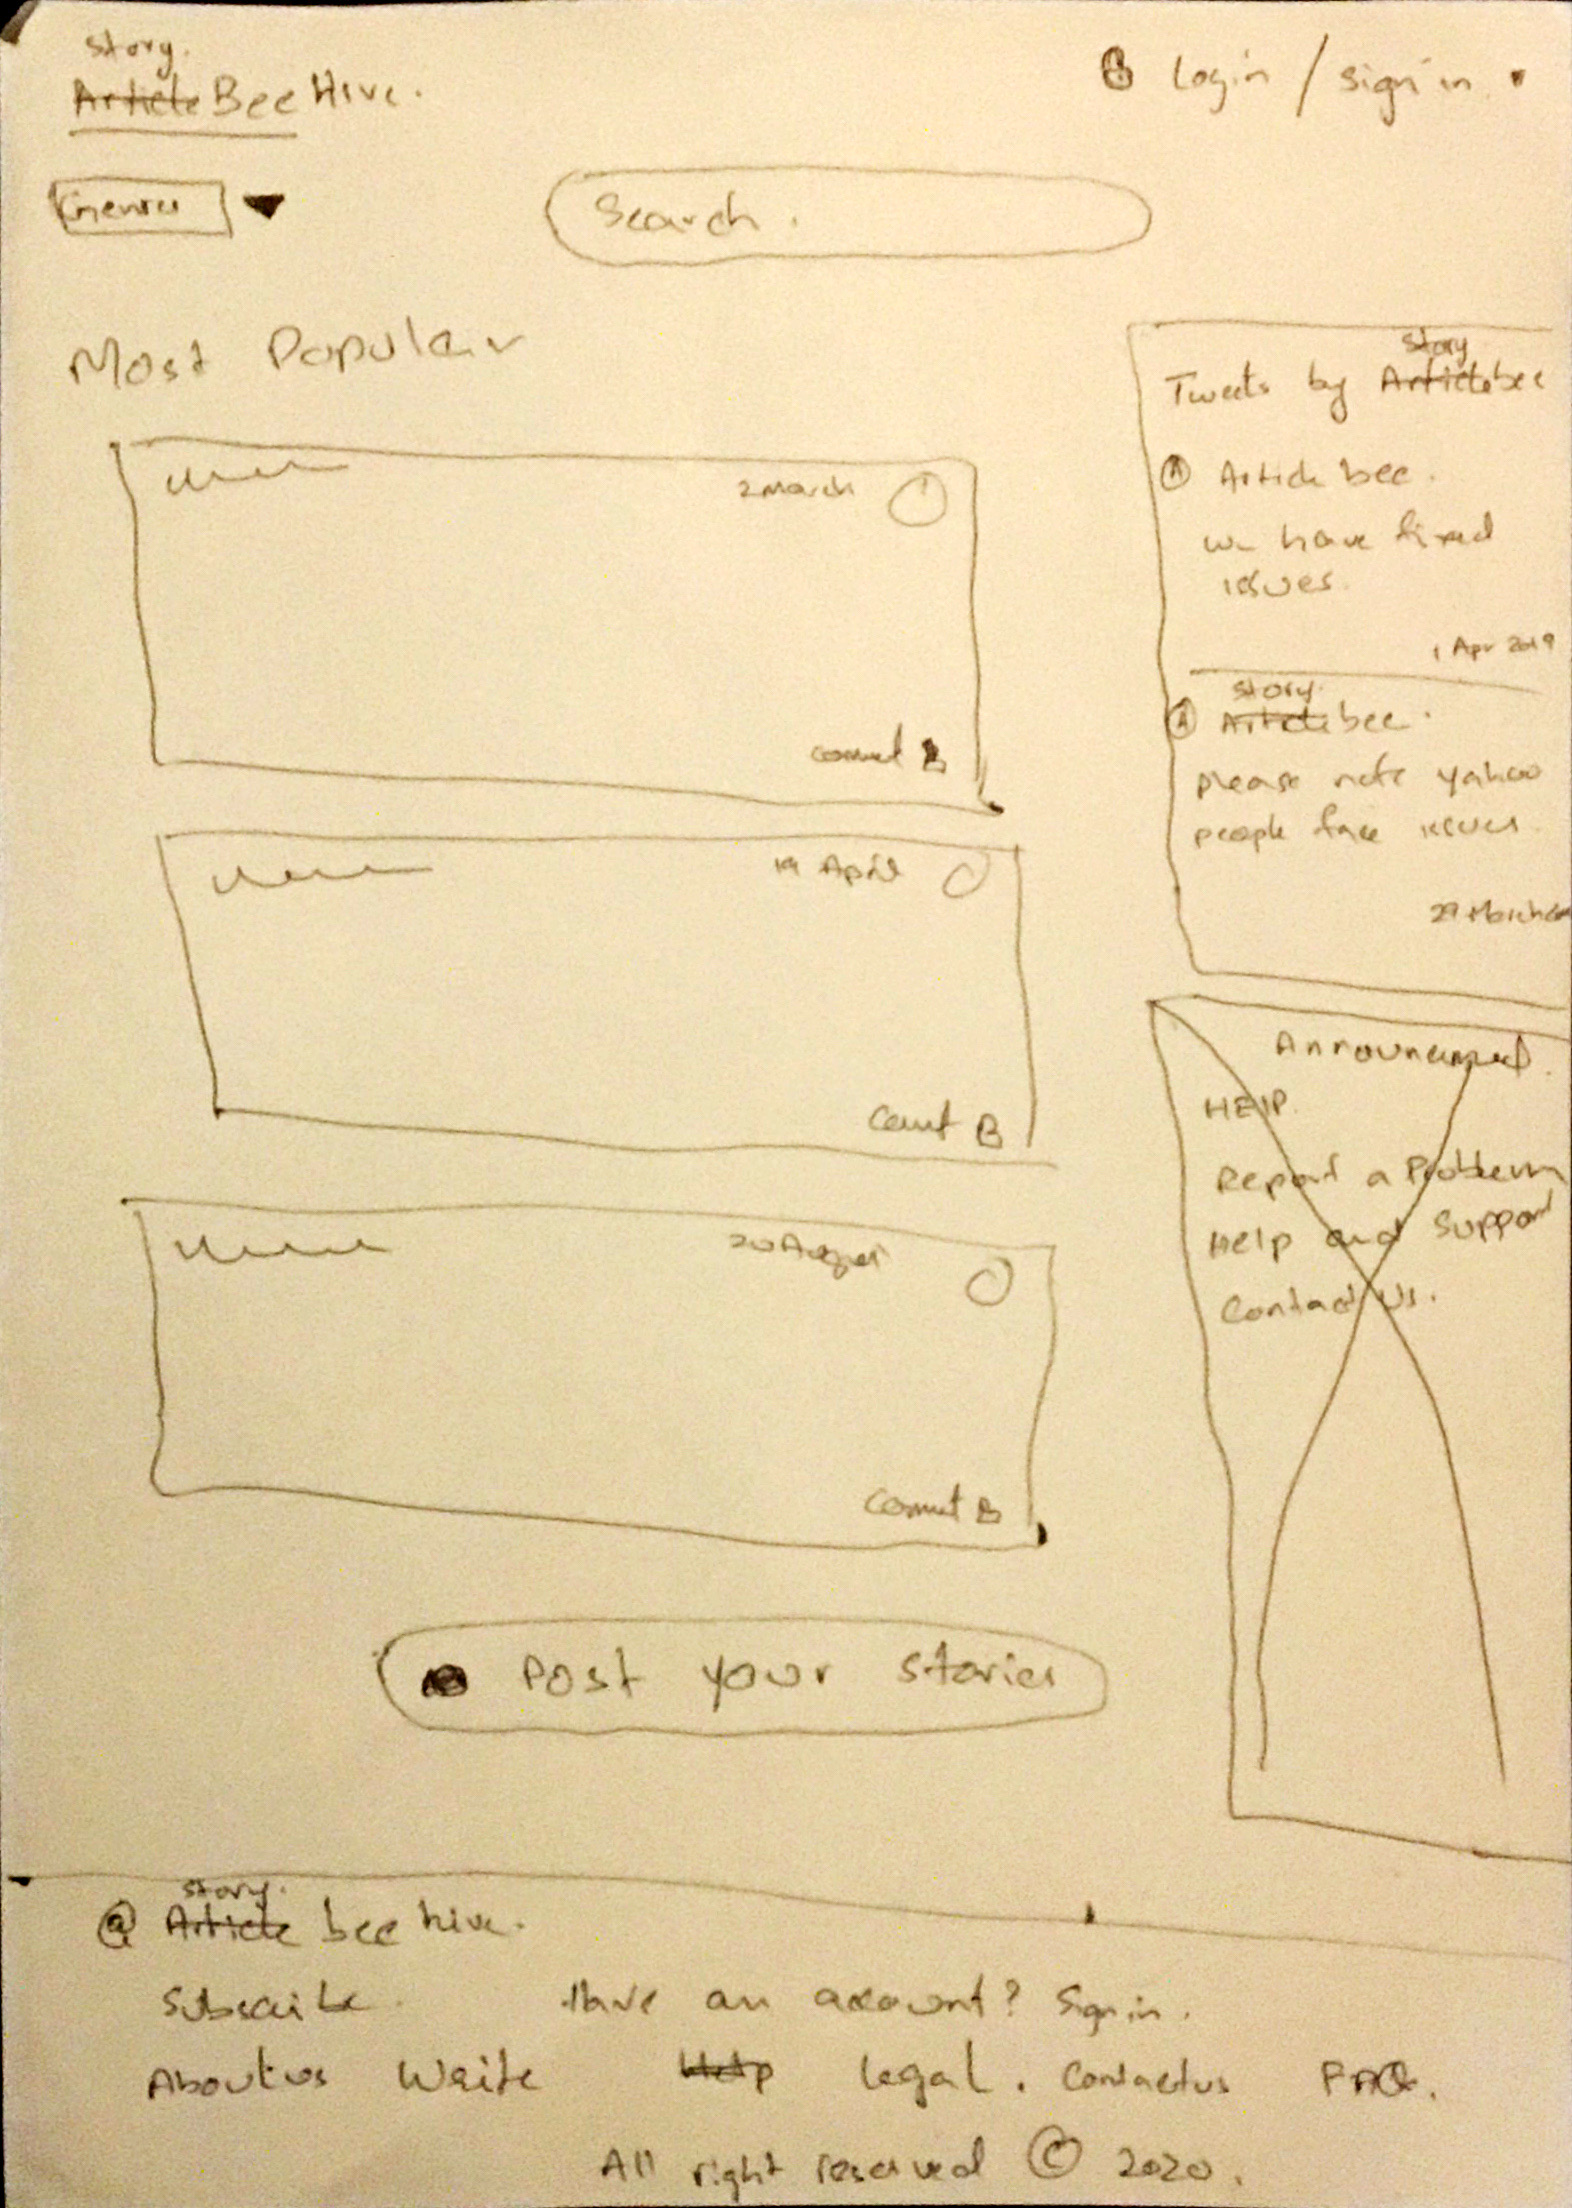 story.
Article Bee Hive.
Login / Sign in
Genres
Search.
Most Popular
2 March
comment
19 April
comment
20 August
comment
Post your stories
story
Tweets by Article bee
A Article bee.
we have fixed
issues.
1 Apr 2019
story.
A Article bee.
please note yahoo
people face issues.
29 March
Announcement.
HELP
Report a Problem
Help and Support
Contact Us.
story.
@ Article bee hive.
Subscribe. Have an account? Sign in.
About us Write Help legal. Contact us FAQ.
All right reserved © 2020.